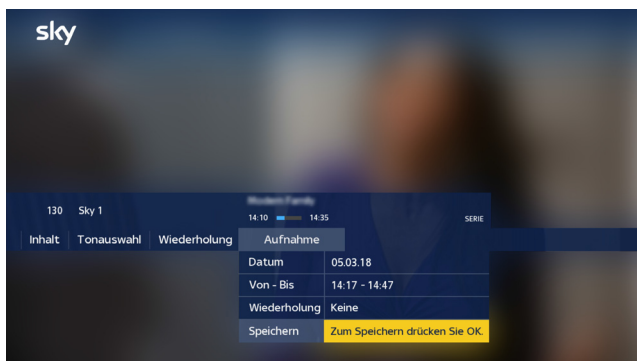 sky
130 Sky 1
14:10 14:35 SERIE
Inhalt Tonauswahl Wiederholung Aufnahme
Datum 05.03.18
Von - Bis 14:17 - 14:47
Wiederholung Keine
Speichern Zum Speichern drücken Sie OK.